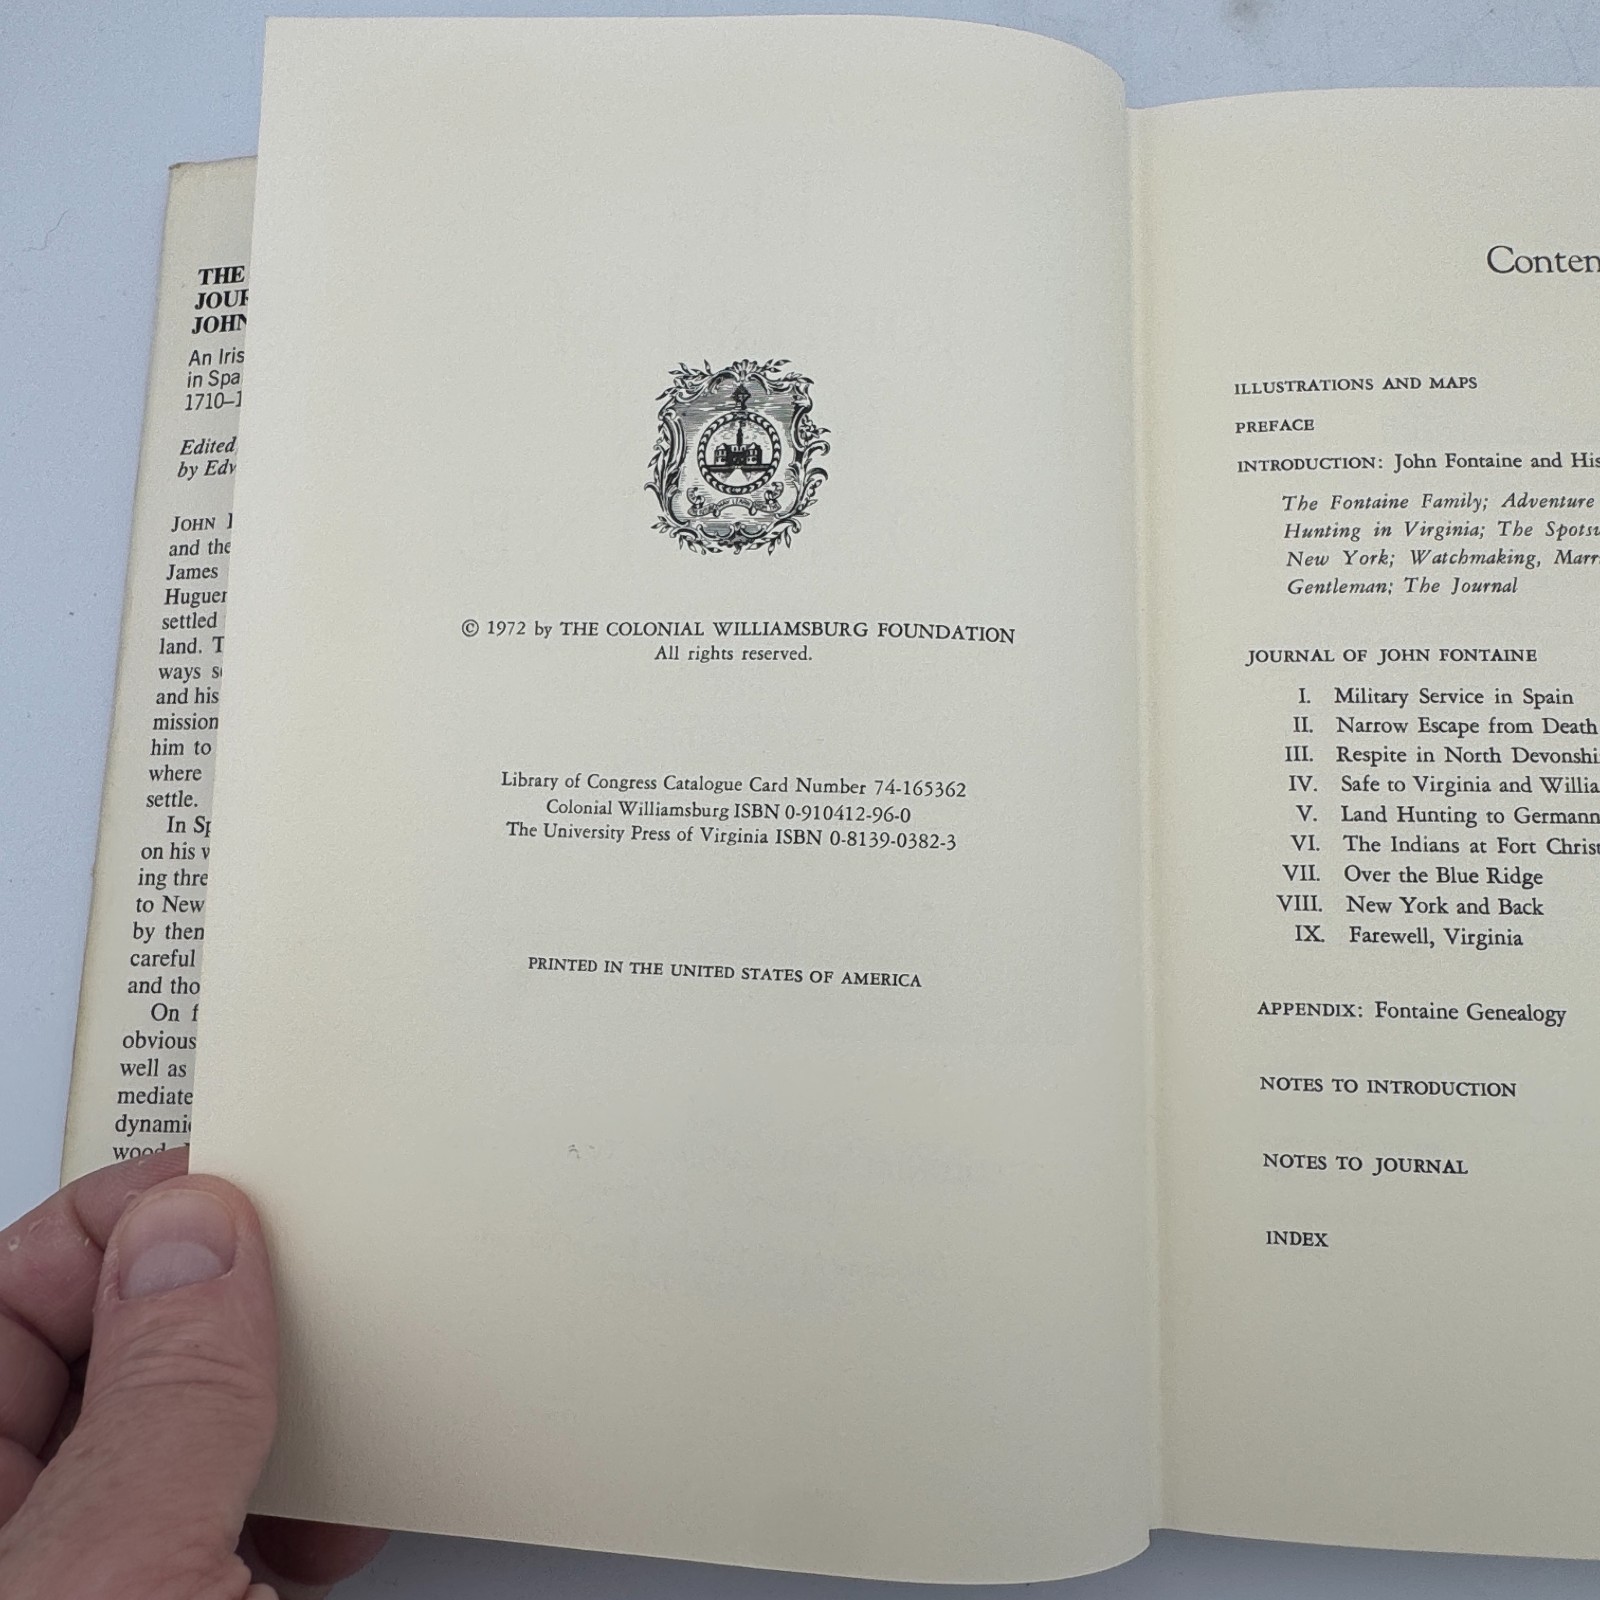 THE
JOUR
JOHN
An Iris
in Spa
1710–1
Edited
by Edw
JOHN
and the
James
Huguen
settled
land. T
ways s
and his
mission
him to
where
settle.
In Sp
on his v
ing thre
to New
by then
careful
and tho
On f
obvious
well as
mediate
dynami
wood
© 1972 by THE COLONIAL WILLIAMSBURG FOUNDATION
All rights reserved.
Library of Congress Catalogue Card Number 74-165362
Colonial Williamsburg ISBN 0-910412-96-0
The University Press of Virginia ISBN 0-8139-0382-3
PRINTED IN THE UNITED STATES OF AMERICA
Conten
ILLUSTRATIONS AND MAPS
PREFACE
INTRODUCTION: John Fontaine and His
The Fontaine Family; Adventure
Hunting in Virginia; The Spotsw
New York; Watchmaking, Marr
Gentleman; The Journal
JOURNAL OF JOHN FONTAINE
I. Military Service in Spain
II. Narrow Escape from Death
III. Respite in North Devonshi
IV. Safe to Virginia and Willia
V. Land Hunting to Germann
VI. The Indians at Fort Christ
VII. Over the Blue Ridge
VIII. New York and Back
IX. Farewell, Virginia
APPENDIX: Fontaine Genealogy
NOTES TO INTRODUCTION
NOTES TO JOURNAL
INDEX